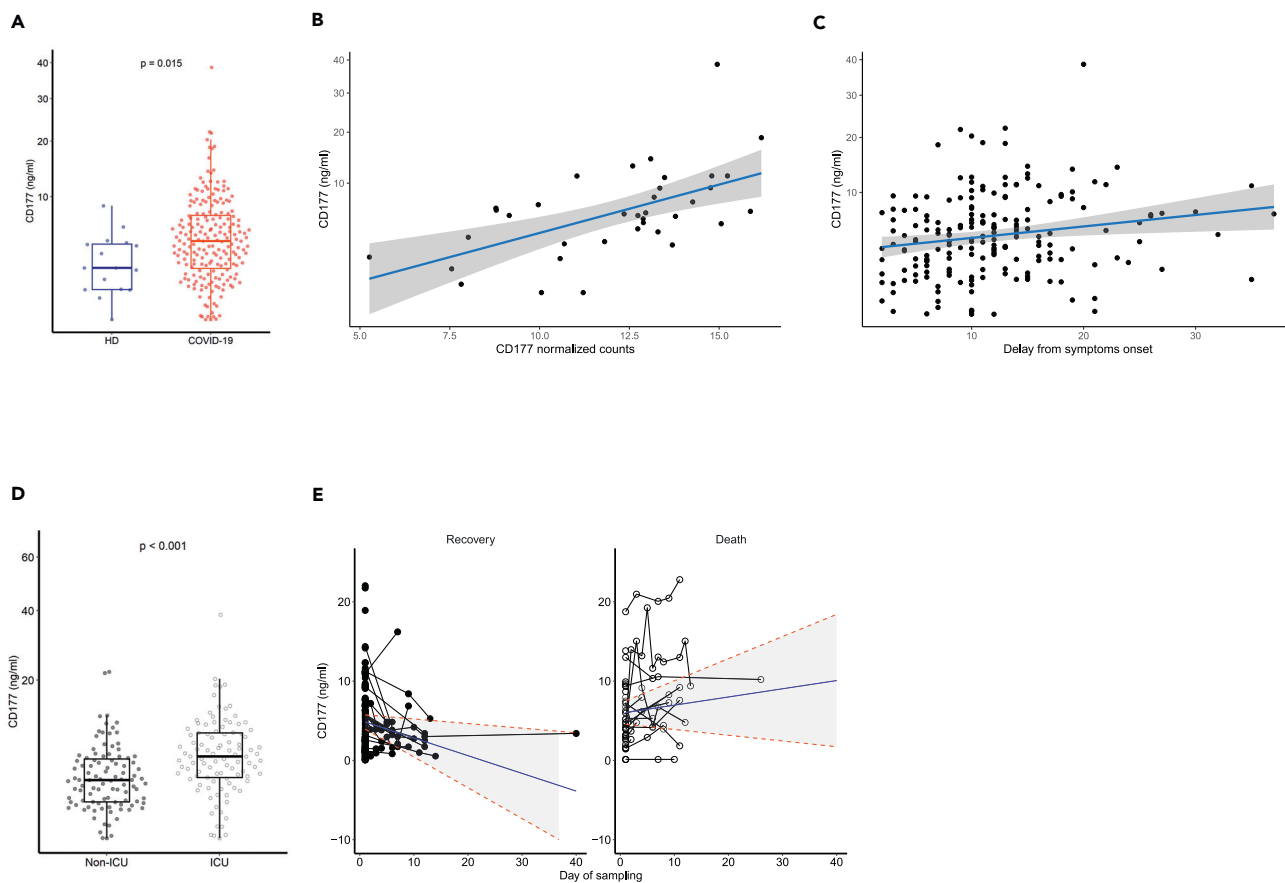 A
p = 0.015
CD177 (ng/ml)
40
30
20
10
HD
COVID-19
B
CD177 (ng/ml)
40
30
20
10
5.0
7.5
10.0
12.5
15.0
CD177 normalized counts
C
CD177 (ng/ml)
40
30
20
10
10
20
30
Delay from symptoms onset
D
p < 0.001
CD177 (ng/ml)
60
40
20
Non-ICU
ICU
E
Recovery
Death
CD177 (ng/ml)
20
10
0
−10
0
10
20
30
40
20
10
0
−10
0
10
20
30
40
Day of sampling